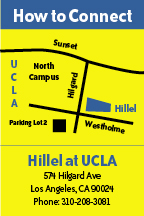 How to Connect
Sunset
UCLA
North
Campus
Hilgard
Hillel
Parking Lot 2
Westholme
Hillel at UCLA
574 Hilgard Ave
Los Angeles, CA 90024
Phone: 310-208-3081